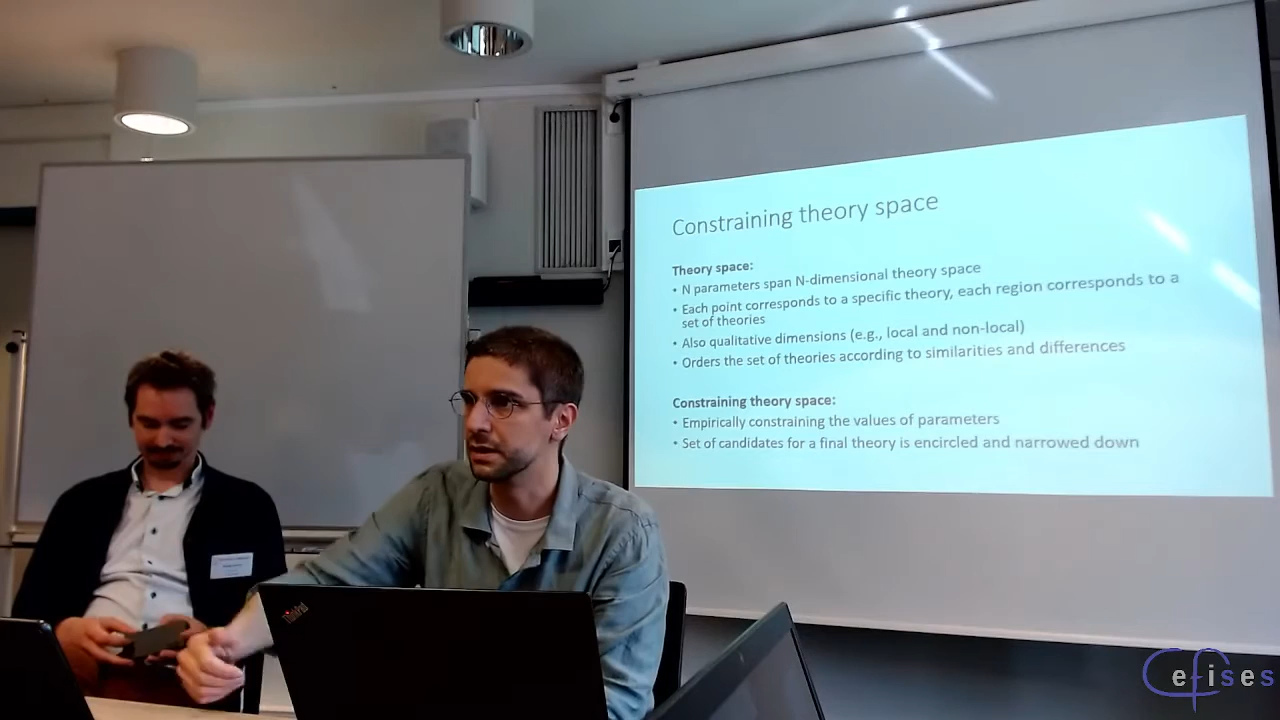 Constraining theory space
Theory space:
• N parameters span N-dimensional theory space
• Each point corresponds to a specific theory, each region corresponds to a
set of theories
• Also qualitative dimensions (e.g., local and non-local)
• Orders the set of theories according to similarities and differences
Constraining theory space:
• Empirically constraining the values of parameters
• Set of candidates for a final theory is encircled and narrowed down
ThinkPad
Cefises